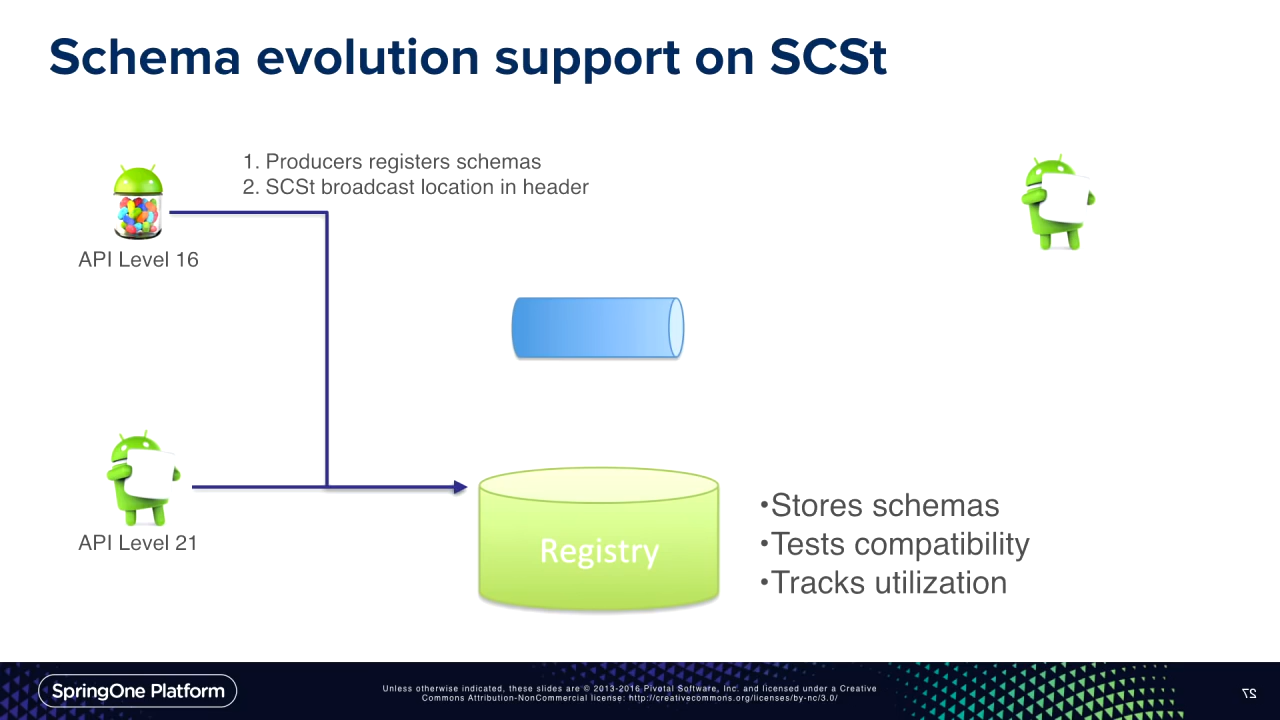 Schema evolution support on SCSt
1. Producers registers schemas
2. SCSt broadcast location in header
API Level 16
API Level 21
Registry
•Stores schemas
•Tests compatibility
•Tracks utilization
SpringOne Platform
Unless otherwise indicated, these slides are © 2013-2016 Pivotal Software, Inc. and licensed under a Creative
Commons Attribution-NonCommercial license: http://creativecommons.org/licenses/by-nc/3.0/
27